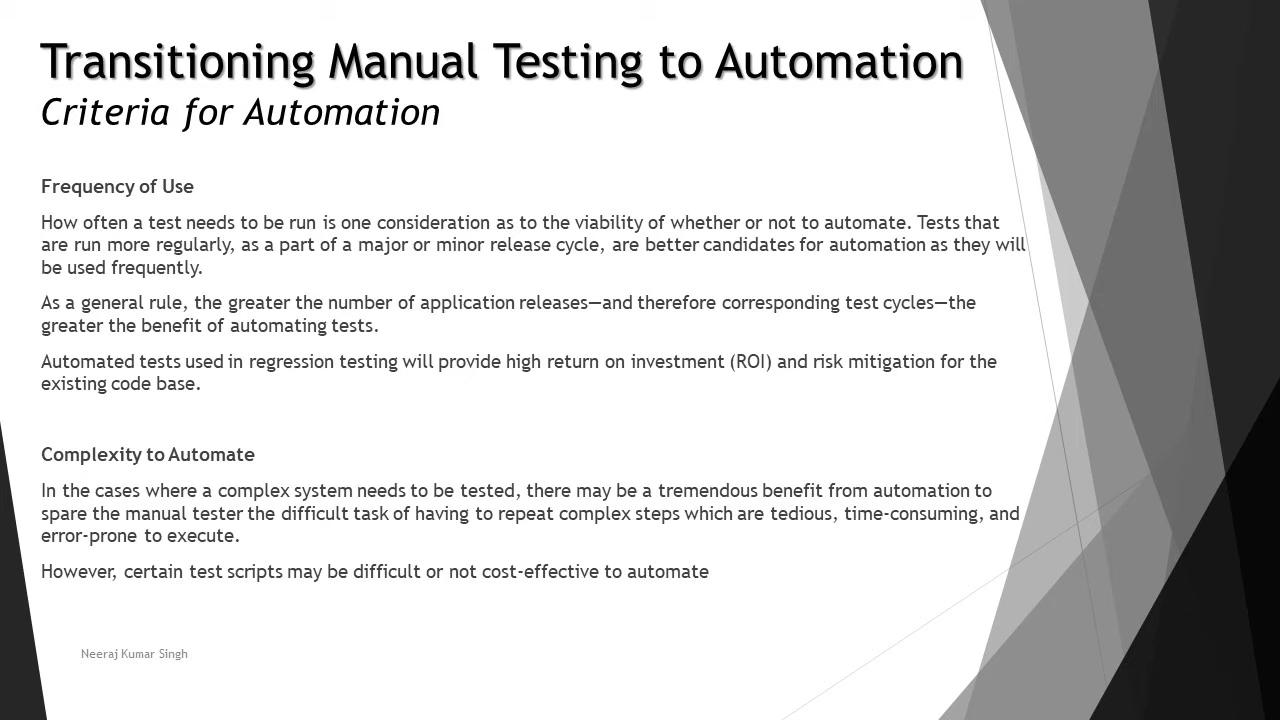 Transitioning Manual Testing to Automation
Criteria for Automation
Frequency of Use
How often a test needs to be run is one consideration as to the viability of whether or not to automate. Tests that
are run more regularly, as a part of a major or minor release cycle, are better candidates for automation as they will
be used frequently.
As a general rule, the greater the number of application releases—and therefore corresponding test cycles—the
greater the benefit of automating tests.
Automated tests used in regression testing will provide high return on investment (ROI) and risk mitigation for the
existing code base.
Complexity to Automate
In the cases where a complex system needs to be tested, there may be a tremendous benefit from automation to
spare the manual tester the difficult task of having to repeat complex steps which are tedious, time-consuming, and
error-prone to execute.
However, certain test scripts may be difficult or not cost-effective to automate
Neeraj Kumar Singh